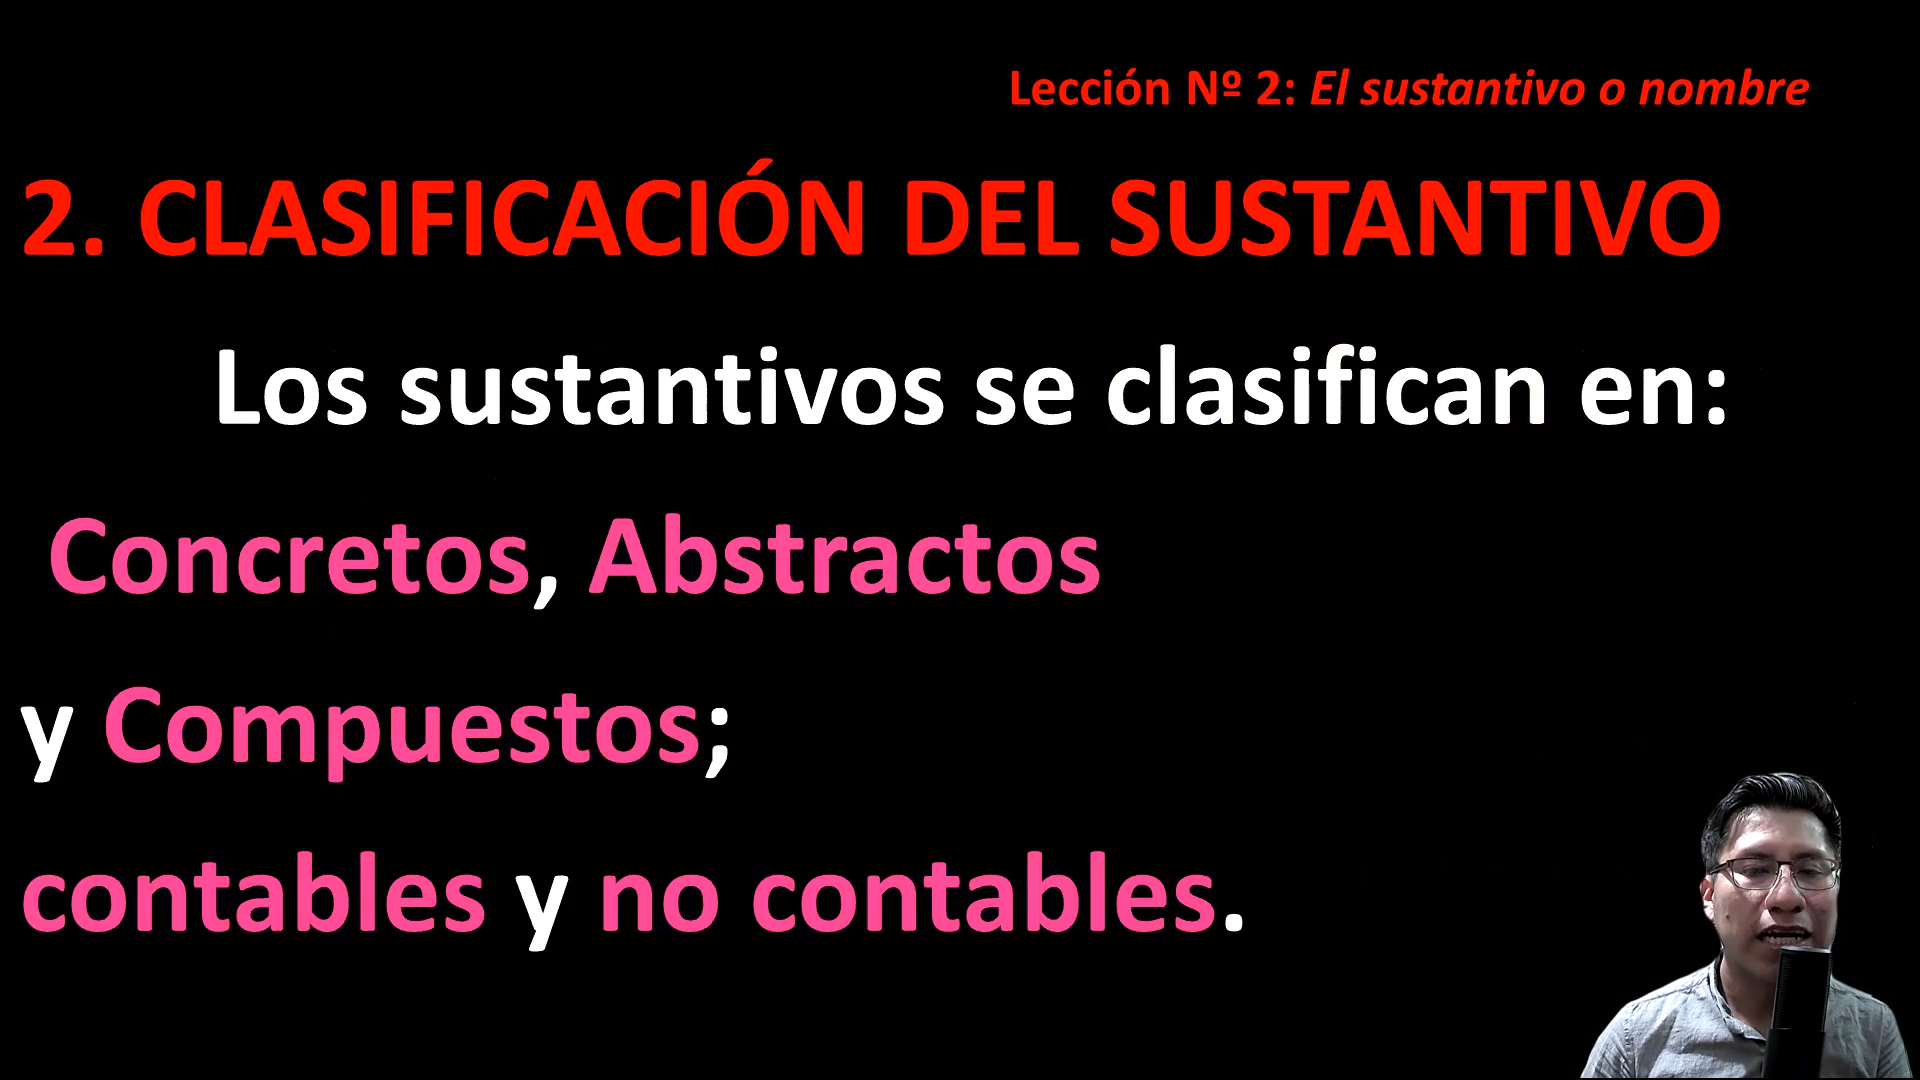 Lección Nº 2: El sustantivo o nombre
2. CLASIFICACIÓN DEL SUSTANTIVO
Los sustantivos se clasifican en:
Concretos, Abstractos
y Compuestos;
contables y no contables.